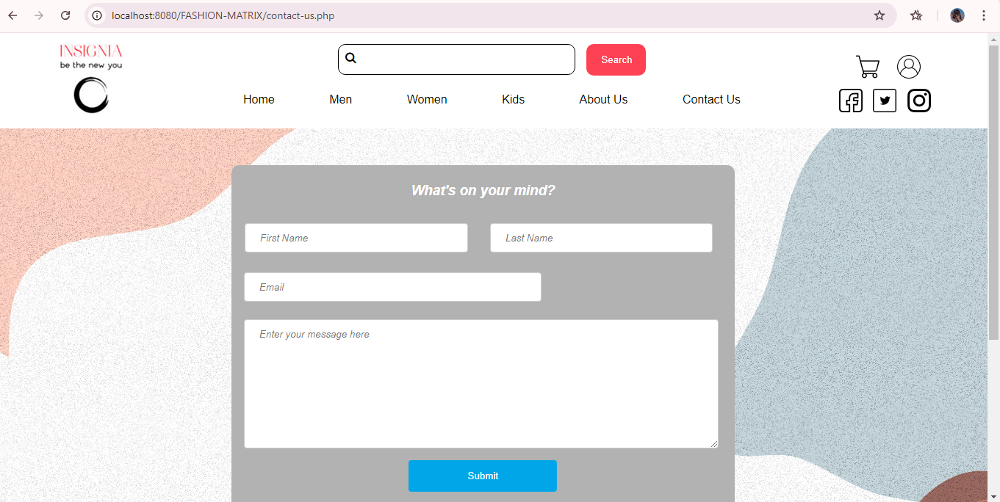 localhost:8080/FASHION-MATRIX/contact-us.php
INSIGNIA
be the new you
Search
Home Men Women Kids About Us Contact Us
What's on your mind?
First Name Last Name
Email
Enter your message here
Submit